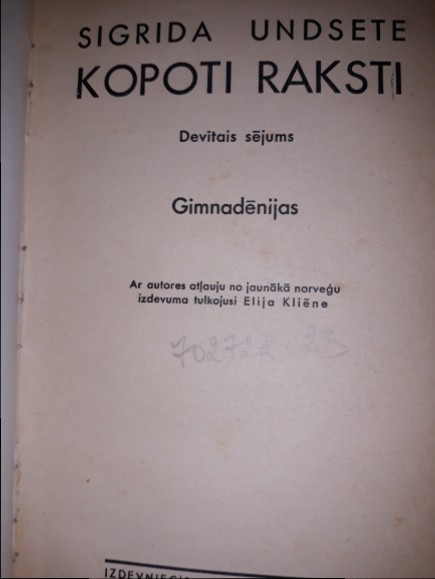 SIGRIDA UNDSETE
KOPOTI RAKSTI
Devītais sējums
Gimnadēnijas
Ar autores atļauju no jaunākā norveģu
izdevuma tulkojusi Elija Kliēne